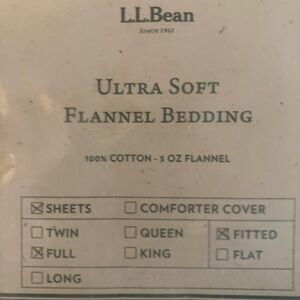 L.L.Bean
SINCE 1912
ULTRA SOFT
FLANNEL BEDDING
100% COTTON - 5 OZ FLANNEL
☒ SHEETS ☐ COMFORTER COVER
☐ TWIN ☐ QUEEN ☒ FITTED
☒ FULL ☐ KING ☐ FLAT
☐ LONG